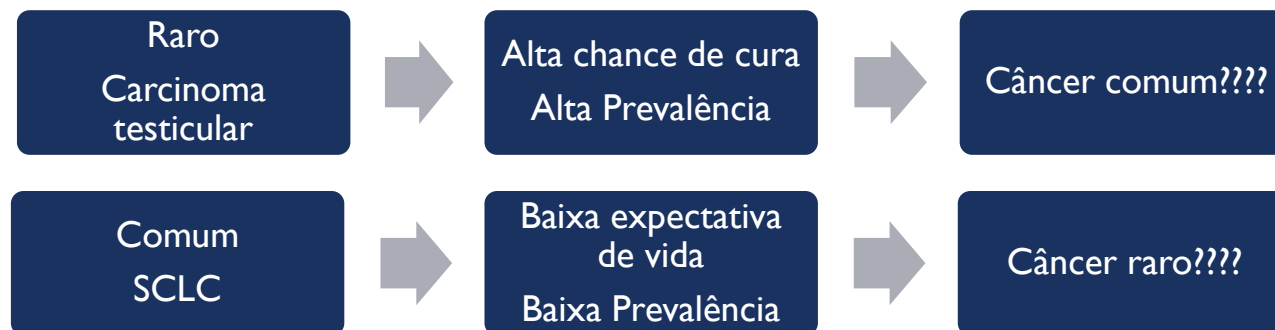 Raro
Carcinoma
testicular
Alta chance de cura
Alta Prevalência
Câncer comum????
Comum
SCLC
Baixa expectativa
de vida
Baixa Prevalência
Câncer raro????